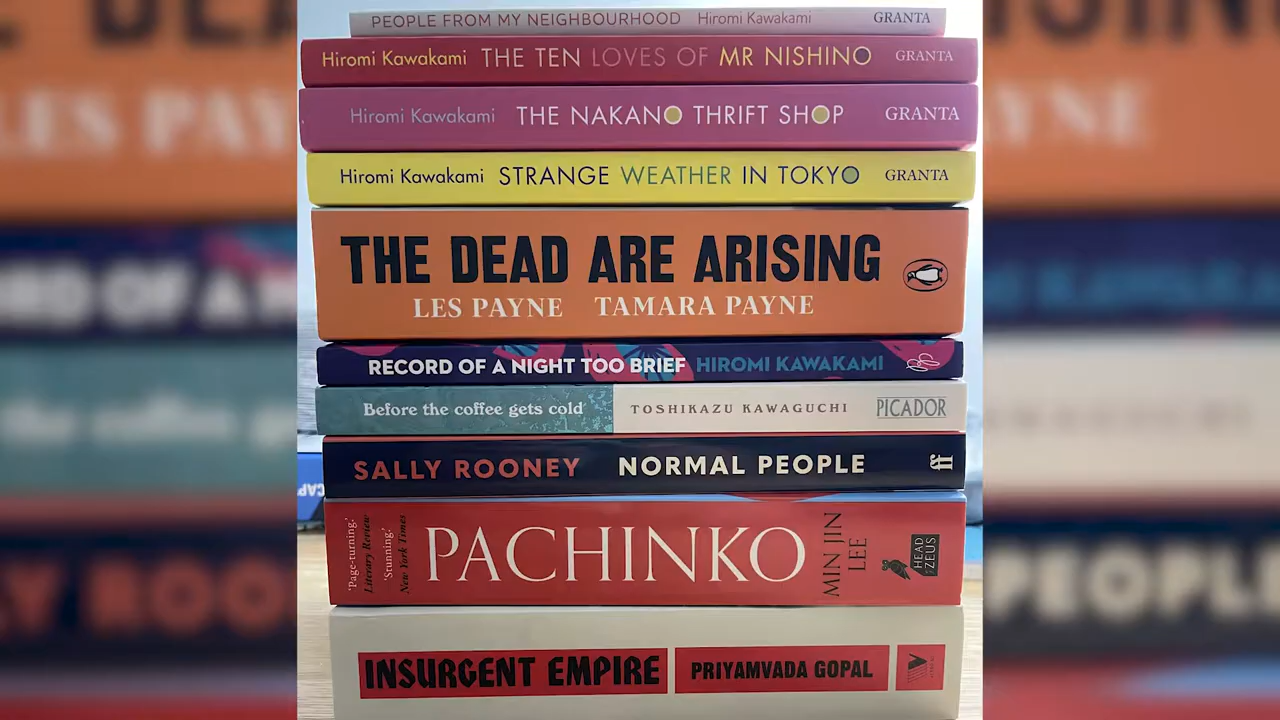 PEOPLE FROM MY NEIGHBOURHOOD Hiromi Kawakami GRANTA
Hiromi Kawakami THE TEN LOVES OF MR NISHINO GRANTA
Hiromi Kawakami THE NAKANO THRIFT SHOP GRANTA
Hiromi Kawakami STRANGE WEATHER IN TOKYO GRANTA
THE DEAD ARE ARISING
LES PAYNE TAMARA PAYNE
RECORD OF A NIGHT TOO BRIEF HIROMI KAWAKAMI
Before the coffee gets cold TOSHIKAZU KAWAGUCHI PICADOR
SALLY ROONEY NORMAL PEOPLE ff
'Page-turning.'
Literary Review
'Stunning.'
New York Times
PACHINKO
MIN JIN
LEE
HEAD
of ZEUS
INSURGENT EMPIRE PRIYAMVADA GOPAL V